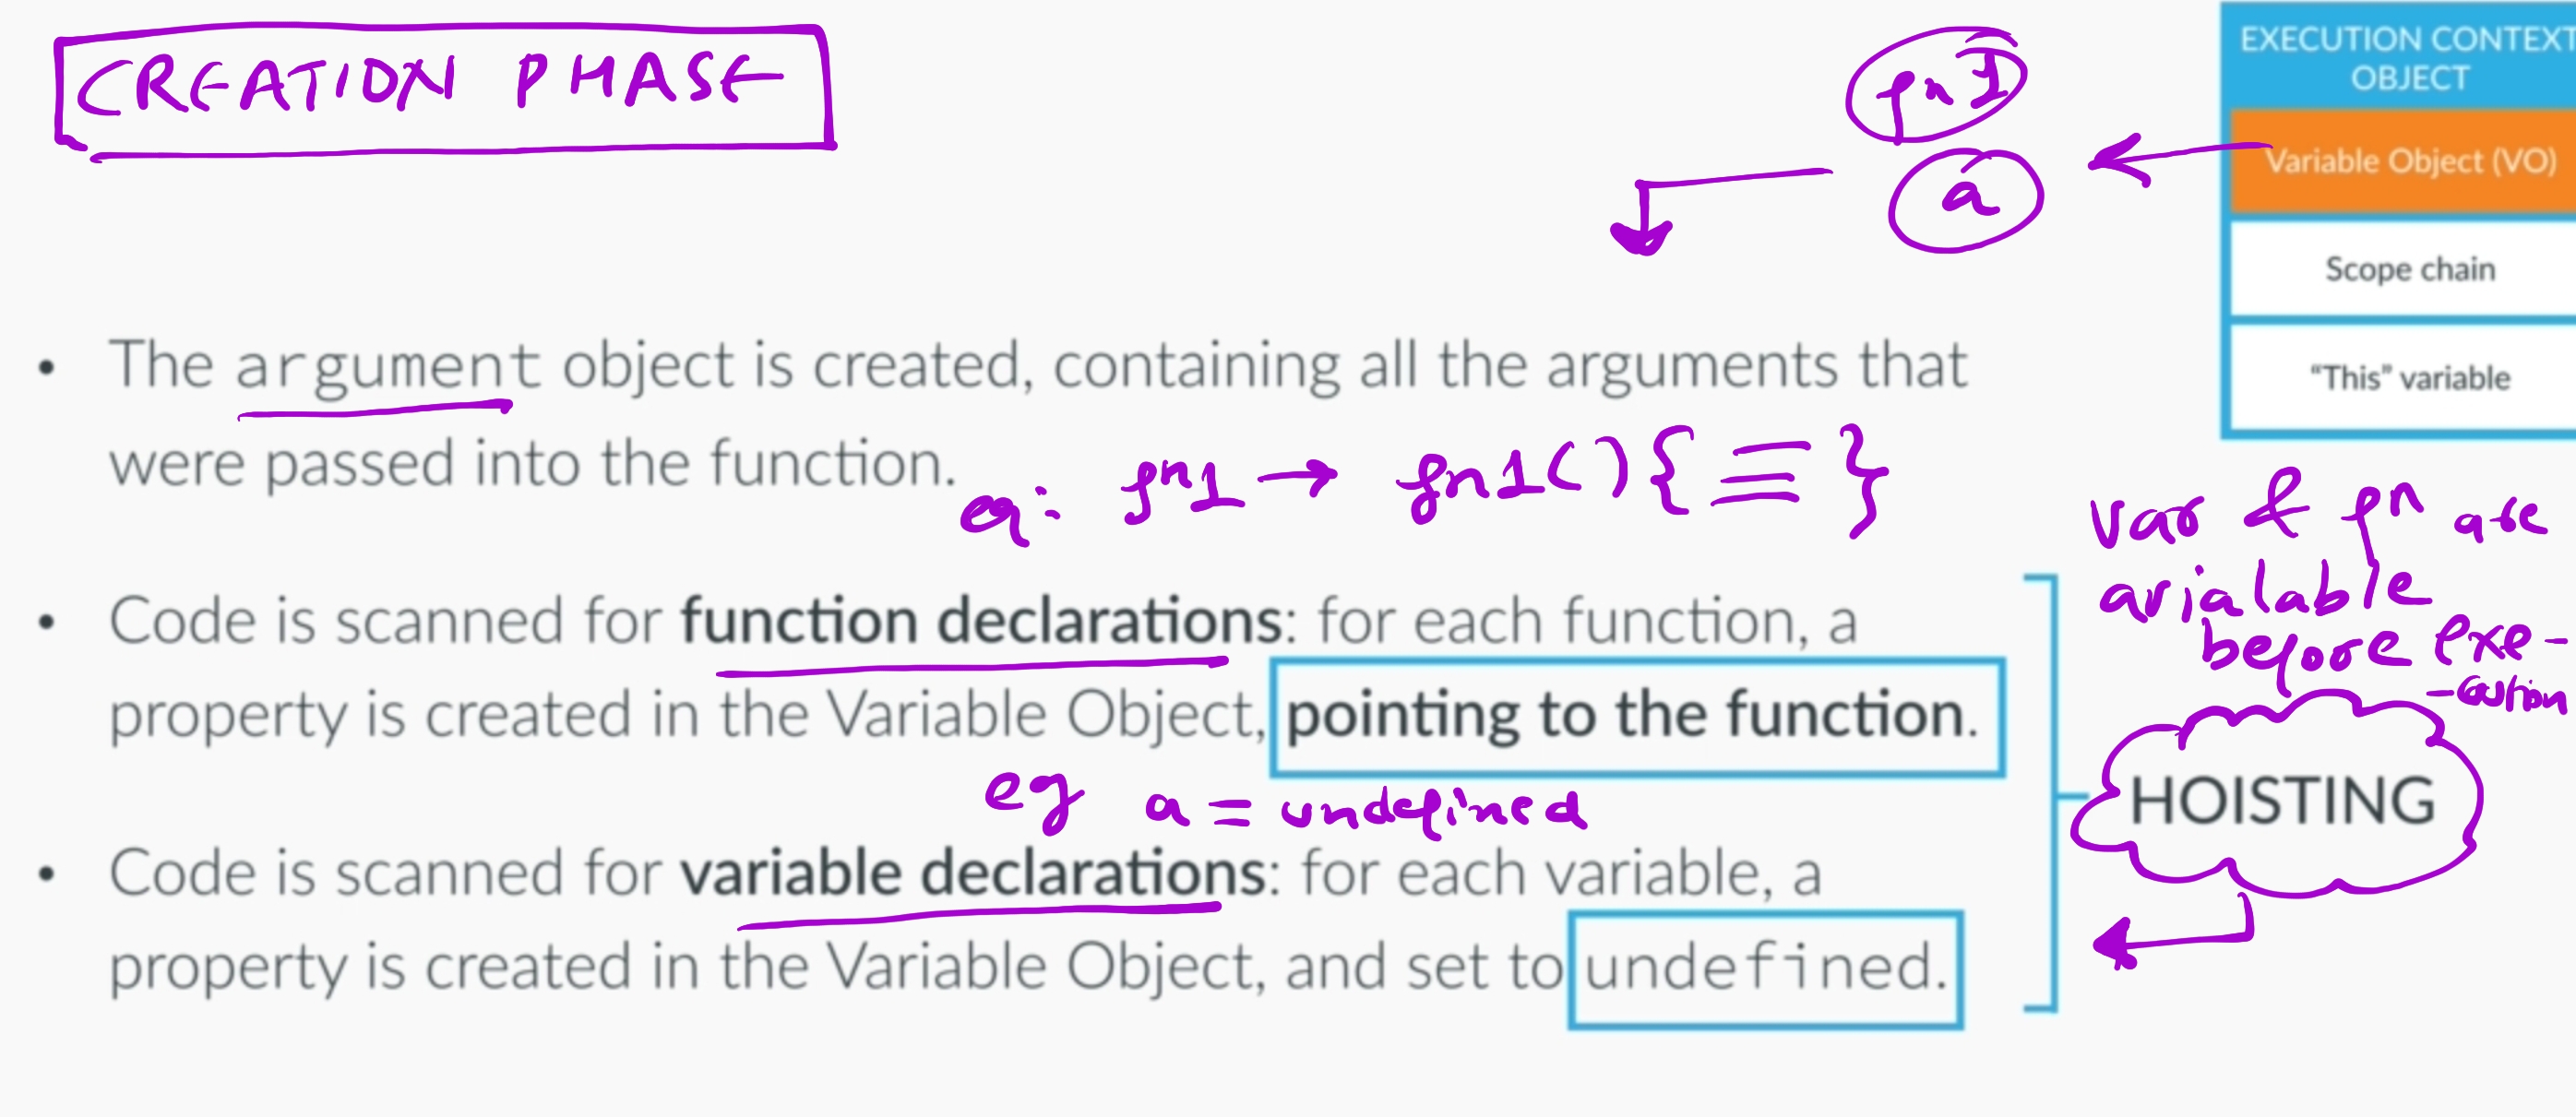 CREATION PHASE
fn1
a
EXECUTION CONTEXT
OBJECT
Variable Object (VO)
Scope chain
“This” variable
• The argument object is created, containing all the arguments that
were passed into the function.
eg: fn1 → fn1(){≡}
• Code is scanned for function declarations: for each function, a
property is created in the Variable Object, pointing to the function.
eg a = undefined
• Code is scanned for variable declarations: for each variable, a
property is created in the Variable Object, and set to undefined.
var & fn are
avialable
before exe-
-cution
HOISTING